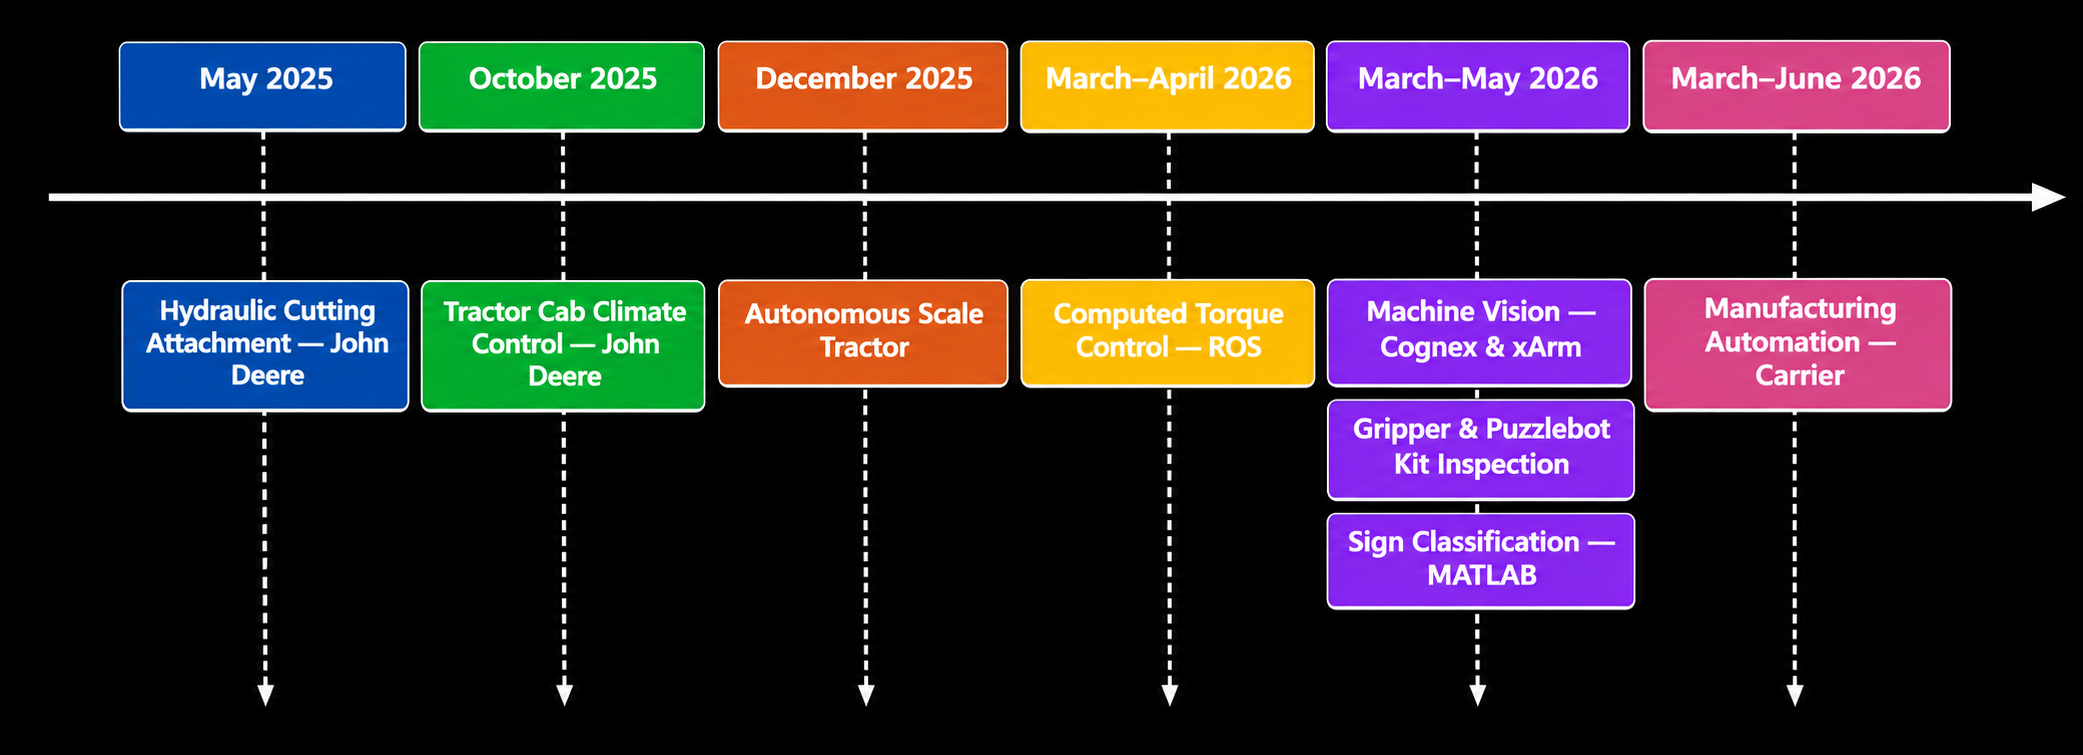 May 2025
October 2025
December 2025
March–April 2026
March–May 2026
March–June 2026
Hydraulic Cutting
Attachment — John
Deere
Tractor Cab Climate
Control — John
Deere
Autonomous Scale
Tractor
Computed Torque
Control — ROS
Machine Vision —
Cognex & xArm
Gripper & Puzzlebot
Kit Inspection
Sign Classification —
MATLAB
Manufacturing
Automation —
Carrier